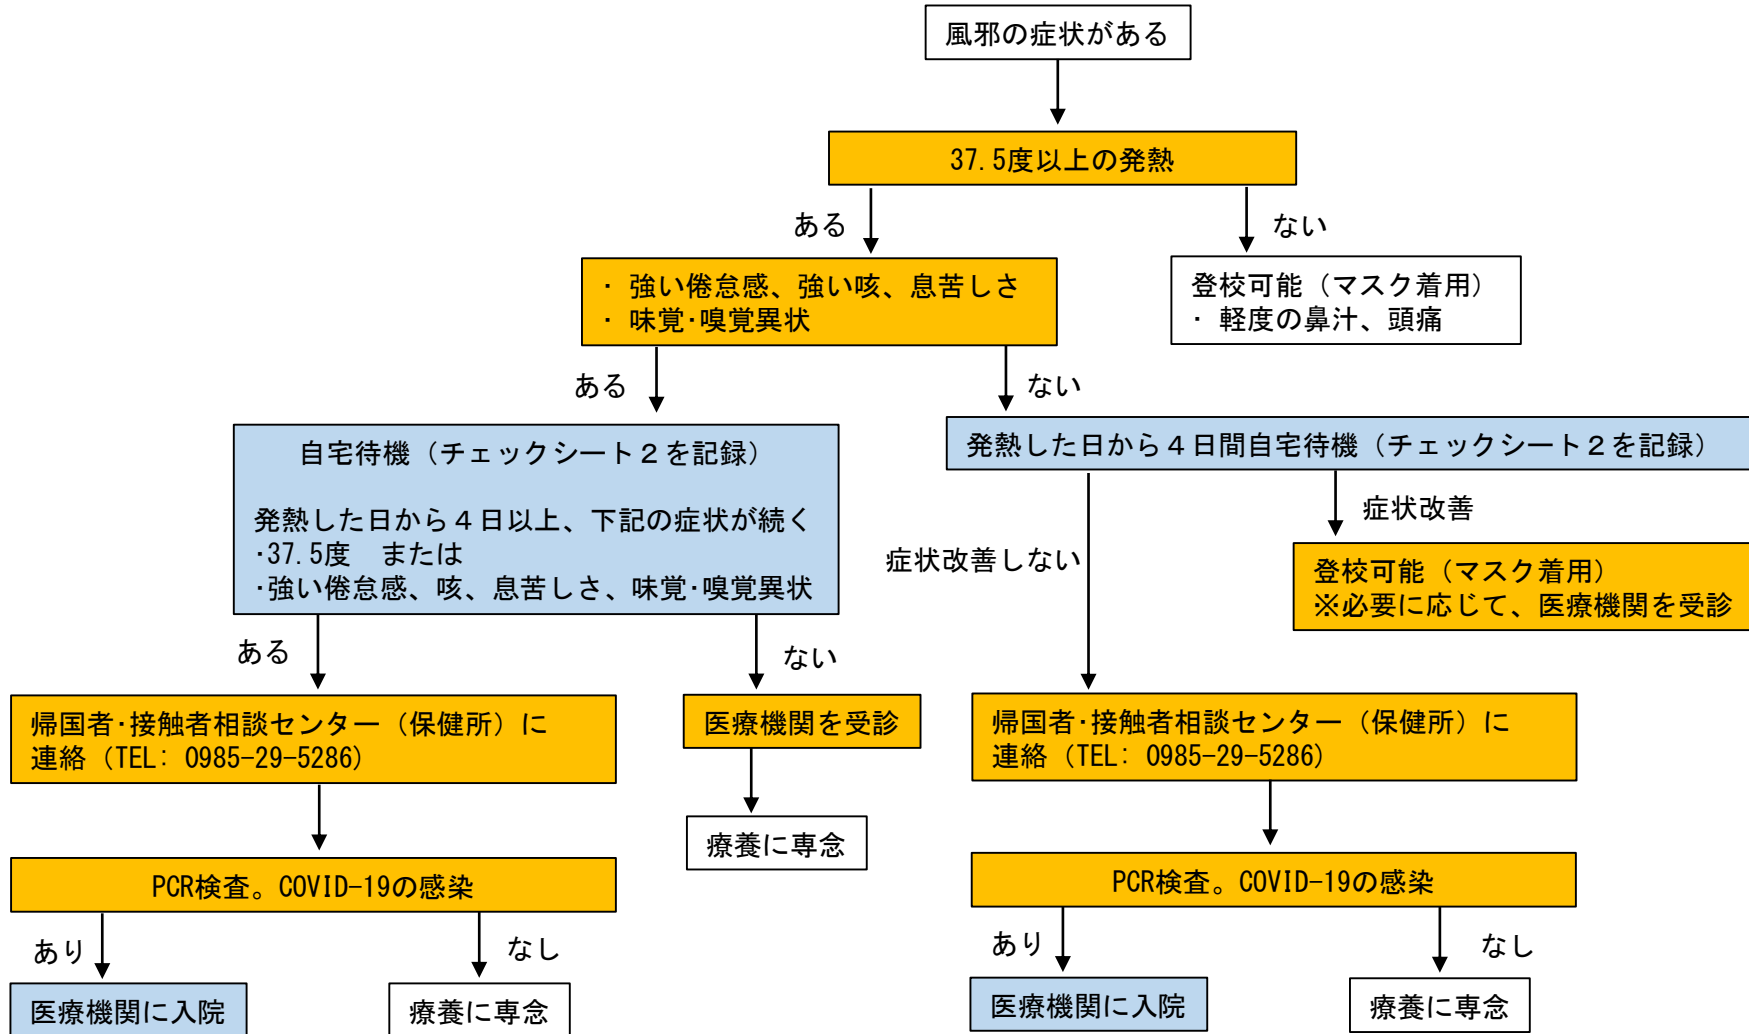 風邪の症状がある
37.5度以上の発熱
ある
ない
・ 強い倦怠感、強い咳、息苦しさ
・ 味覚・嗅覚異状
登校可能（マスク着用）
・ 軽度の鼻汁、頭痛
ある
ない
自宅待機（チェックシート２を記録）
発熱した日から４日以上、下記の症状が続く
・37.5度　または
・強い倦怠感、咳、息苦しさ、味覚・嗅覚異状
発熱した日から４日間自宅待機（チェックシート２を記録）
症状改善しない
症状改善
登校可能（マスク着用）
※必要に応じて、医療機関を受診
ある
ない
帰国者・接触者相談センター（保健所）に
連絡（TEL: 0985-29-5286）
医療機関を受診
療養に専念
帰国者・接触者相談センター（保健所）に
連絡（TEL: 0985-29-5286）
PCR検査。COVID-19の感染
あり
なし
医療機関に入院
療養に専念
PCR検査。COVID-19の感染
あり
なし
医療機関に入院
療養に専念